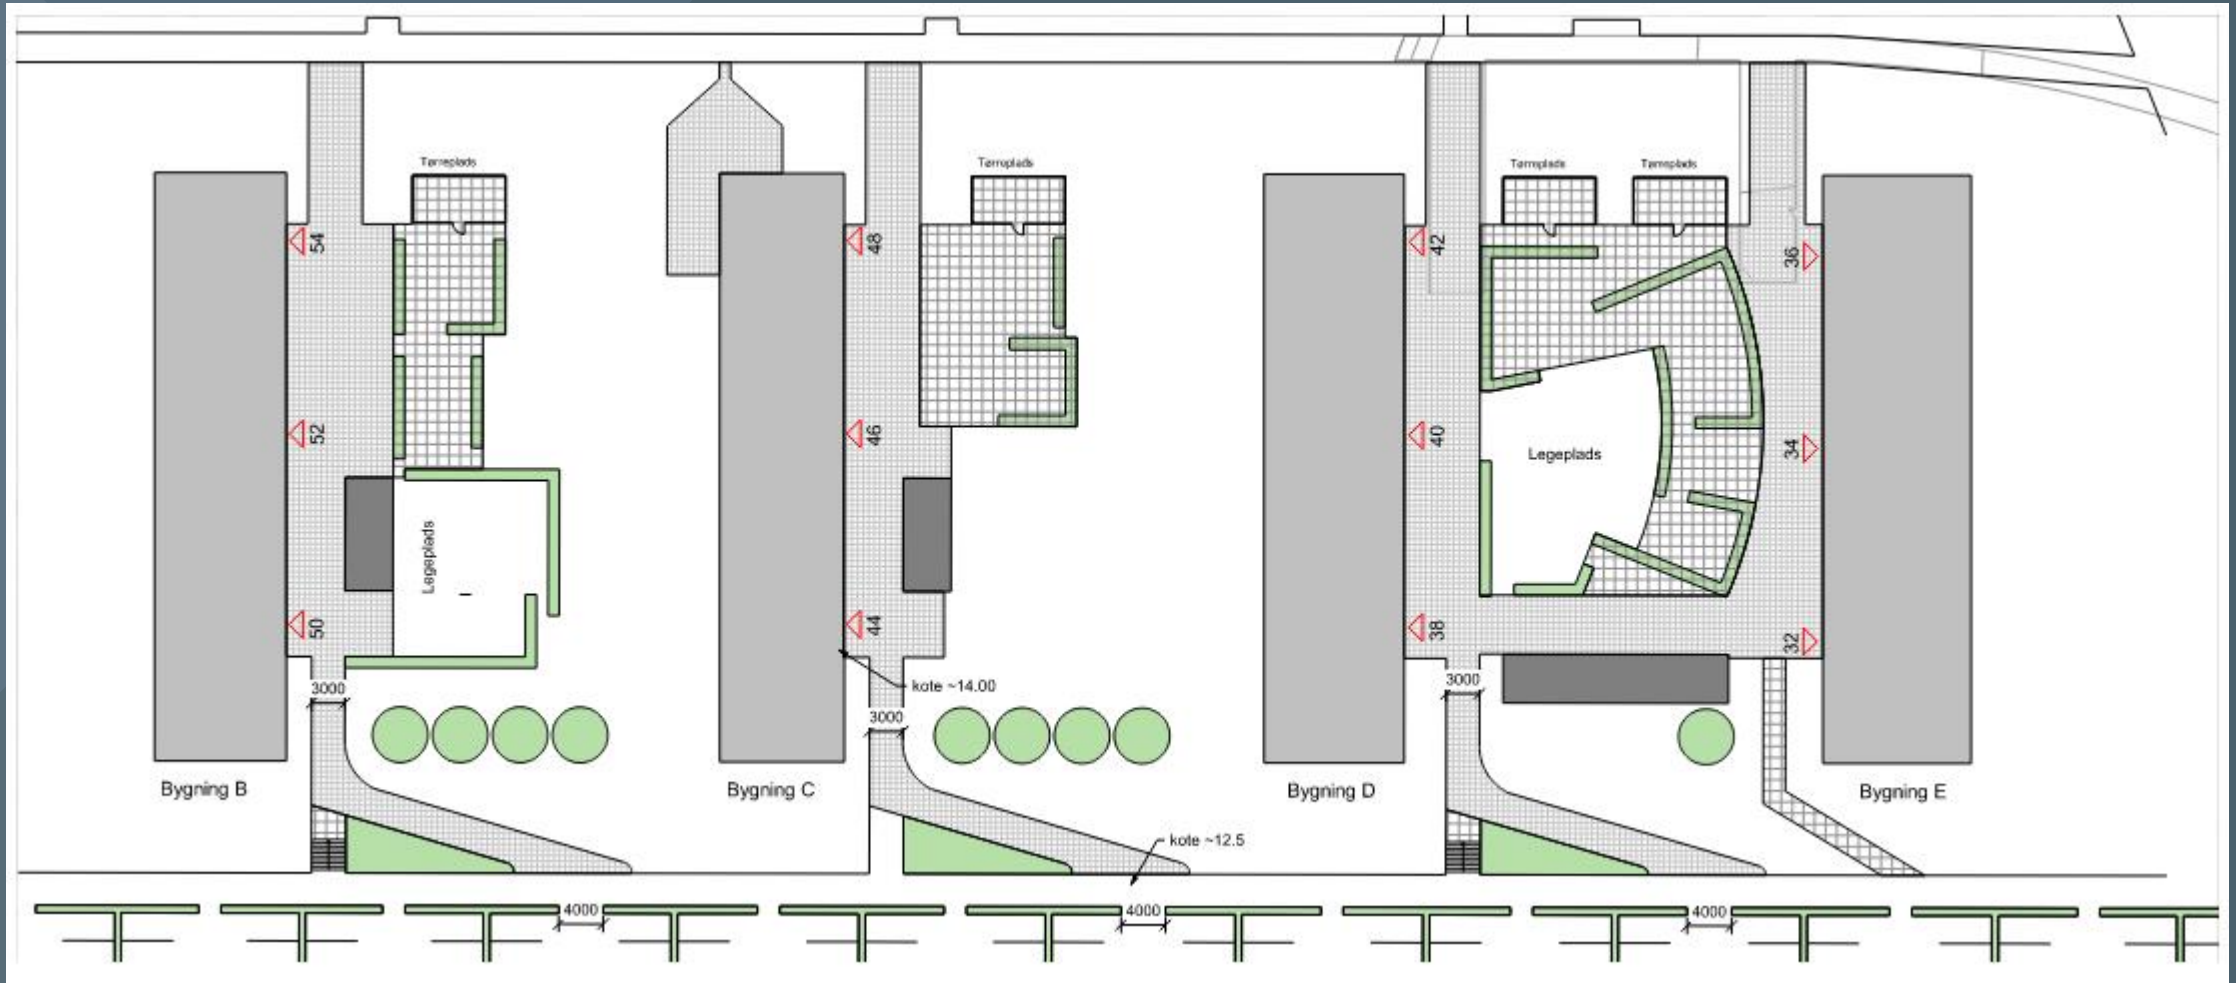 Tørreplads
Tørreplads
Tørreplads
Tørreplads
54
48
42
36
52
46
40
34
Legeplads
Legeplads
50
44
38
32
3000
kote ~14.00
3000
3000
Bygning B
Bygning C
Bygning D
Bygning E
kote ~12.5
4000
4000
4000